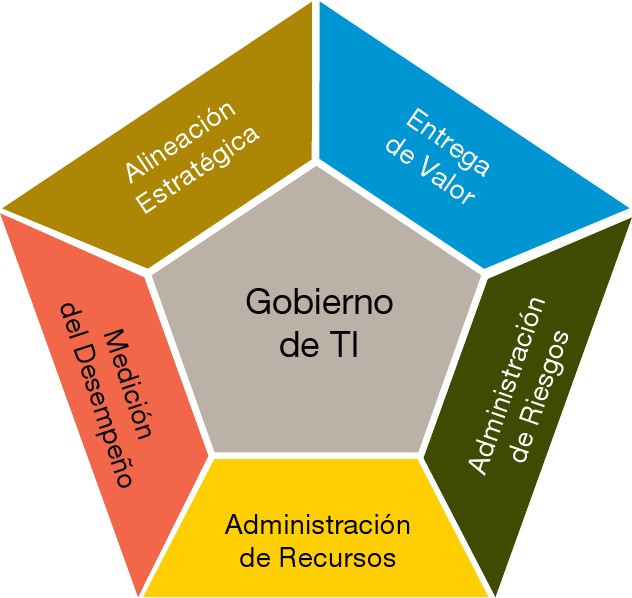 Alineación
Estratégica
Entrega
de Valor
Gobierno
de TI
Medición
del Desempeño
Administración
de Riesgos
Administración
de Recursos